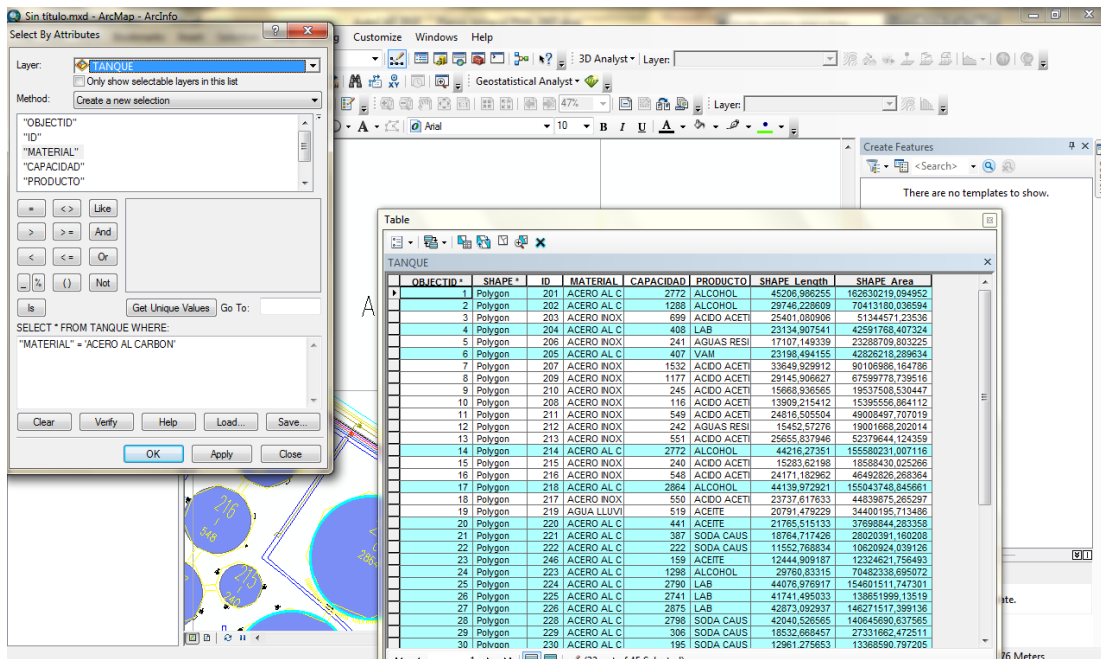 Sin título.mxd - ArcMap - ArcInfo
Select By Attributes
Customize Windows Help
Layer: TANQUE
Only show selectable layers in this list
Method: Create a new selection
"OBJECTID"
"ID"
"MATERIAL"
"CAPACIDAD"
"PRODUCTO"
= < > Like
> > = And
< < = Or
_ % () Not
Is Get Unique Values Go To:
SELECT * FROM TANQUE WHERE:
"MATERIAL" = 'ACERO AL CARBON'
Clear Verify Help Load... Save...
OK Apply Close
3D Analyst Layer:
Geostatistical Analyst
47% Layer:
A Arial 10 B I U A
Create Features
<Search>
There are no templates to show.
A
Table
TANQUE
OBJECTID * SHAPE * ID MATERIAL CAPACIDAD PRODUCTO SHAPE_Length SHAPE_Area
1 Polygon 201 ACERO AL C 2772 ALCOHOL 45206,986255 162630219,094952
2 Polygon 202 ACERO AL C 1288 ALCOHOL 29746,228609 70413180,036594
3 Polygon 203 ACERO INOX 699 ACIDO ACETI 25401,080906 51344571,23536
4 Polygon 204 ACERO AL C 408 LAB 23134,907541 42591768,407324
5 Polygon 206 ACERO INOX 241 AGUAS RESI 17107,149339 23288709,803225
6 Polygon 205 ACERO AL C 407 VAM 23198,494155 42826218,289634
7 Polygon 207 ACERO INOX 1532 ACIDO ACETI 33649,929912 90106986,164786
8 Polygon 209 ACERO INOX 1177 ACIDO ACETI 29145,906627 67599778,739516
9 Polygon 210 ACERO INOX 245 ACIDO ACETI 15668,936565 19537508,530447
10 Polygon 208 ACERO INOX 116 ACIDO ACETI 13909,215412 15395556,864112
11 Polygon 211 ACERO INOX 549 ACIDO ACETI 24816,505504 49008497,707019
12 Polygon 212 ACERO INOX 242 AGUAS RESI 15452,57276 19001668,202014
13 Polygon 213 ACERO INOX 551 ACIDO ACETI 25655,837946 52379644,124359
14 Polygon 214 ACERO AL C 2772 ALCOHOL 44216,27351 155580231,007116
15 Polygon 215 ACERO INOX 240 ACIDO ACETI 15283,62198 18588430,025266
16 Polygon 216 ACERO INOX 548 ACIDO ACETI 24171,182962 46492826,268364
17 Polygon 218 ACERO AL C 2864 ALCOHOL 44139,972921 155043748,845661
18 Polygon 217 ACERO INOX 550 ACIDO ACETI 23737,617633 44839875,265297
19 Polygon 219 AGUA LLUVI 519 ACEITE 20791,479229 34400195,713486
20 Polygon 220 ACERO AL C 441 ACEITE 21765,515133 37698844,283358
21 Polygon 221 ACERO AL C 387 SODA CAUS 18764,717426 28020391,160208
22 Polygon 222 ACERO AL C 222 SODA CAUS 11552,768834 10620924,039126
23 Polygon 246 ACERO AL C 159 ACEITE 12444,909187 12324621,756493
24 Polygon 223 ACERO AL C 1298 ALCOHOL 29760,83315 70482338,695072
25 Polygon 224 ACERO AL C 2790 LAB 44076,976917 154601511,747301
26 Polygon 225 ACERO AL C 2741 LAB 41741,495033 138651999,13519
27 Polygon 226 ACERO AL C 2875 LAB 42873,092937 146271517,399136
28 Polygon 228 ACERO AL C 2798 SODA CAUS 42040,526565 140645690,637565
29 Polygon 229 ACERO AL C 306 SODA CAUS 18532,668457 27331662,472511
30 Polygon 230 ACERO AL C 195 SODA CAUS 12961,275653 13368590,797205
216
548
215
240
ate.
76 Meters